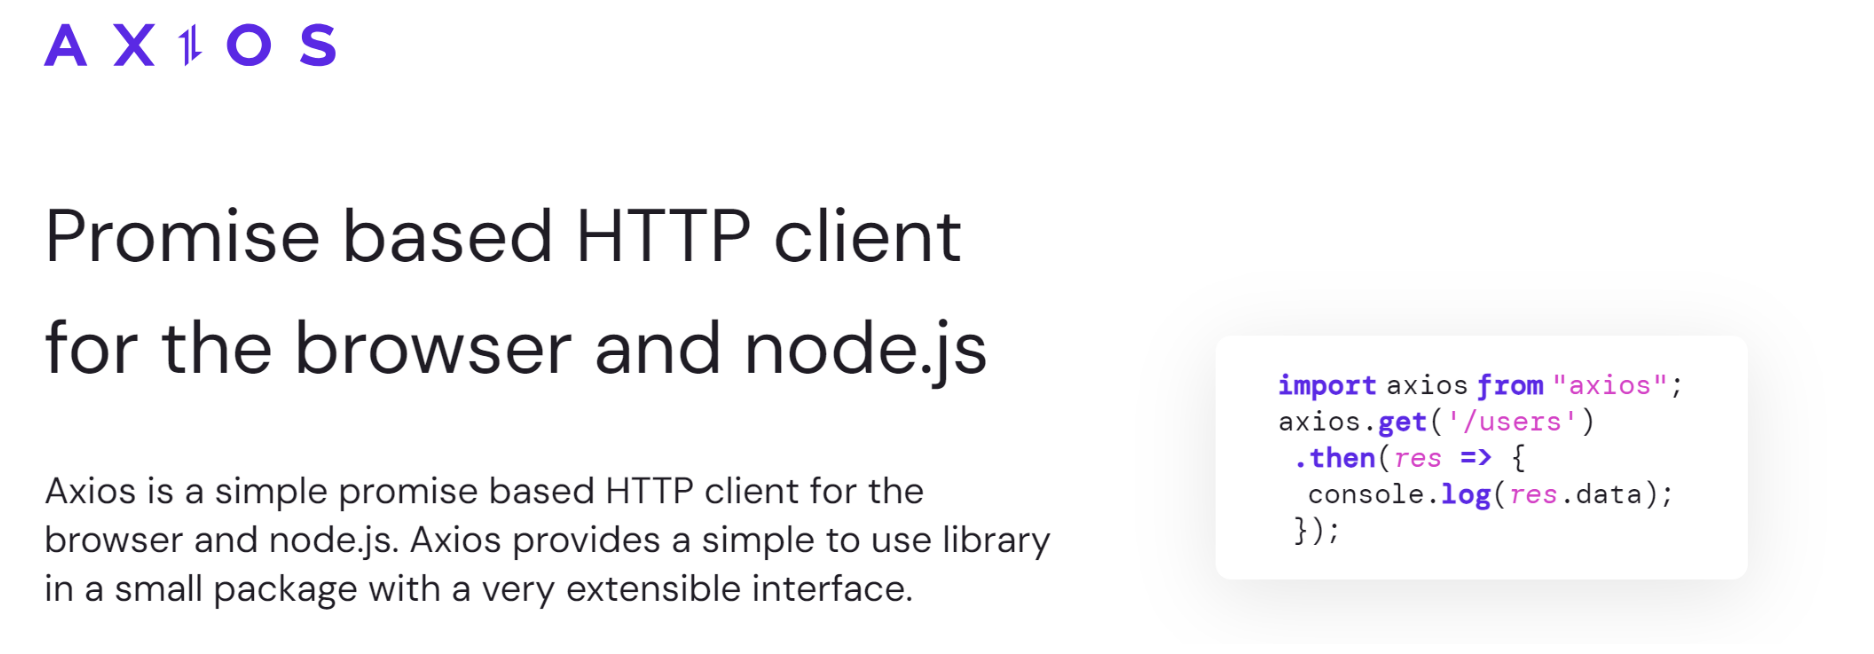 AXIOS
Promise based HTTP client
for the browser and node.js
Axios is a simple promise based HTTP client for the
browser and node.js. Axios provides a simple to use library
in a small package with a very extensible interface.
import axios from "axios";
axios.get('/users')
.then(res => {
console.log(res.data);
});